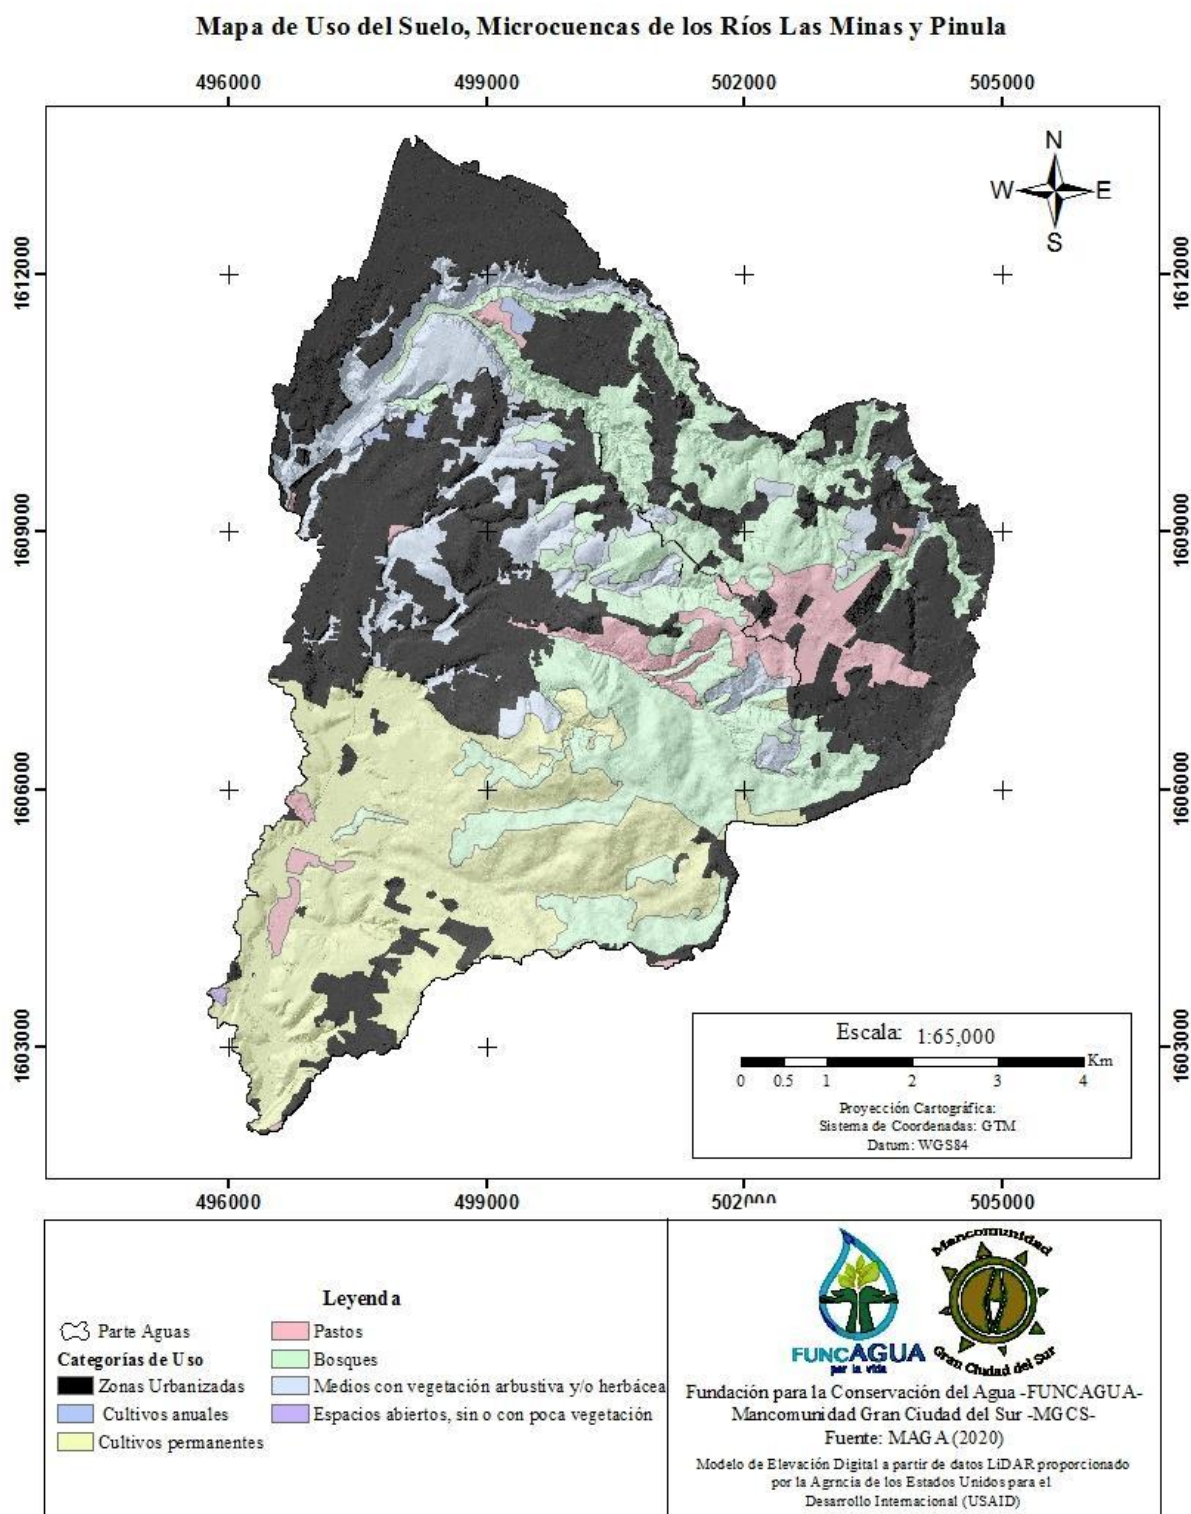 Mapa de Uso del Suelo, Microcuencas de los Ríos Las Minas y Pinula
496000 499000 502000 505000
N
W E
S
1612000 1612000
1609000 1609000
1606000 1606000
1603000 1603000
Escala: 1:65,000
Km
0 0.5 1 2 3 4
Proyección Cartográfica:
Sistema de Coordenadas: GTM
Datum: WGS84
496000 499000 502000 505000
Leyenda
Parte Aguas
Categorías de Uso
Zonas Urbanizadas
Cultivos anuales
Cultivos permanentes
Pastos
Bosques
Medios con vegetación arbustiva y/o herbácea
Espacios abiertos, sin o con poca vegetación
FUNCAGUA
por la vida
Mancomunidad
Gran Ciudad del Sur
Fundación para la Conservación del Agua -FUNCAGUA-
Mancomunidad Gran Ciudad del Sur -MGCS-
Fuente: MAGA (2020)
Modelo de Elevación Digital a partir de datos LiDAR proporcionado
por la Agrncia de los Estados Unidos para el
Desarrollo Internacional (USAID)